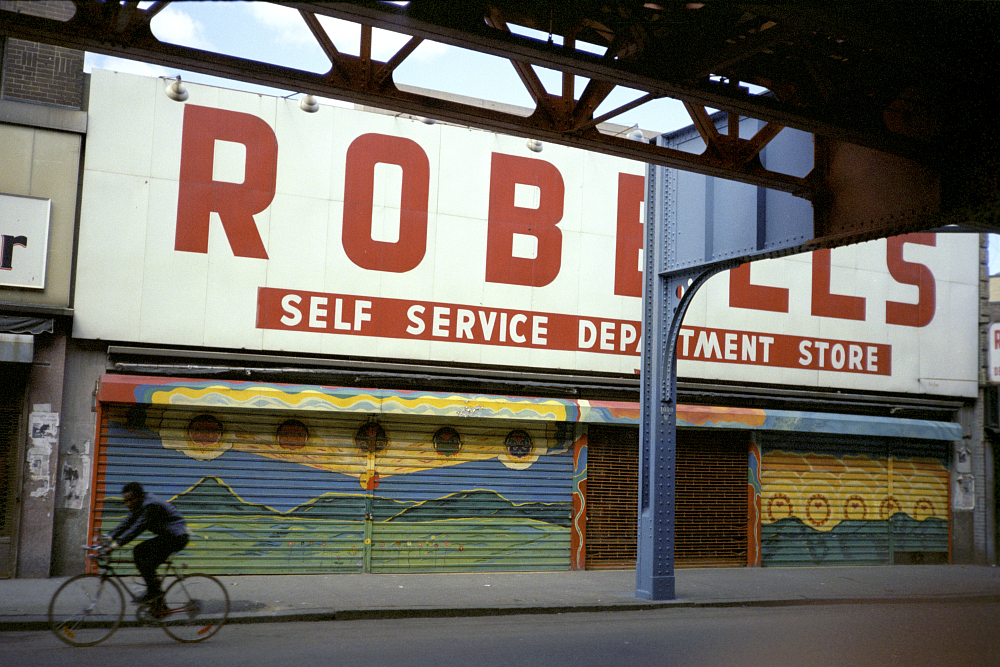 ROBELLS
SELF SERVICE DEPARTMENT STORE
r
R